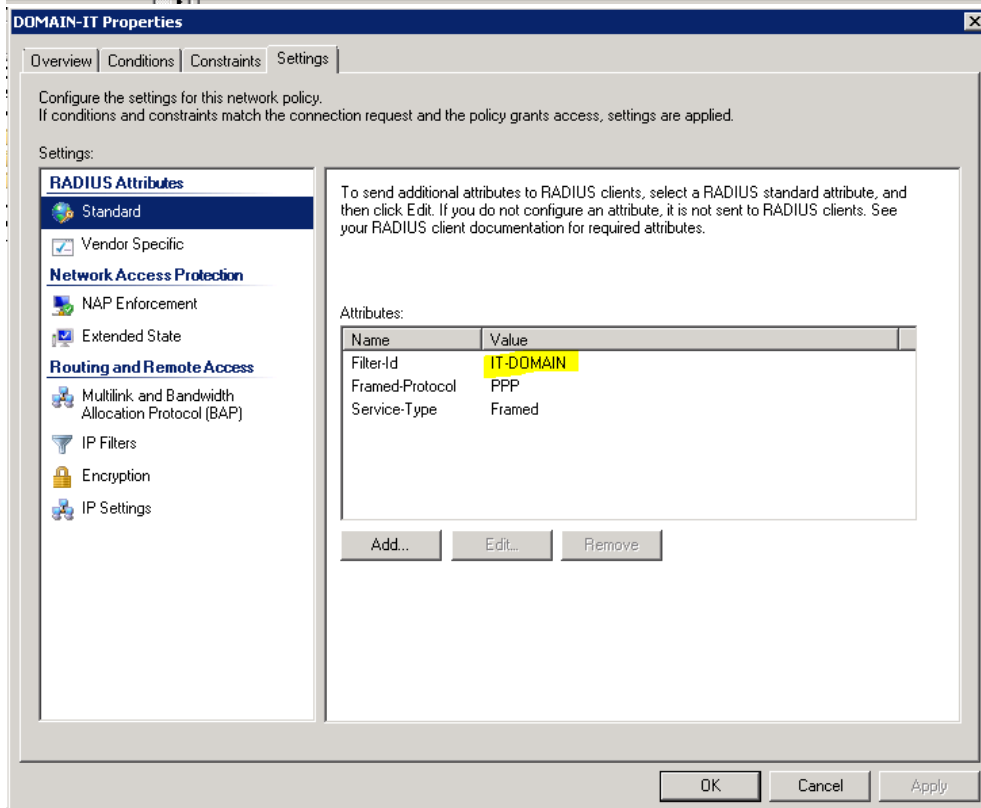 DOMAIN-IT Properties
Overview Conditions Constraints Settings
Configure the settings for this network policy.
If conditions and constraints match the connection request and the policy grants access, settings are applied.
Settings:
RADIUS Attributes
Standard
Vendor Specific
Network Access Protection
NAP Enforcement
Extended State
Routing and Remote Access
Multilink and Bandwidth
Allocation Protocol (BAP)
IP Filters
Encryption
IP Settings
To send additional attributes to RADIUS clients, select a RADIUS standard attribute, and
then click Edit. If you do not configure an attribute, it is not sent to RADIUS clients. See
your RADIUS client documentation for required attributes.
Attributes:
Name Value
Filter-Id IT-DOMAIN
Framed-Protocol PPP
Service-Type Framed
Add... Edit... Remove
OK Cancel Apply